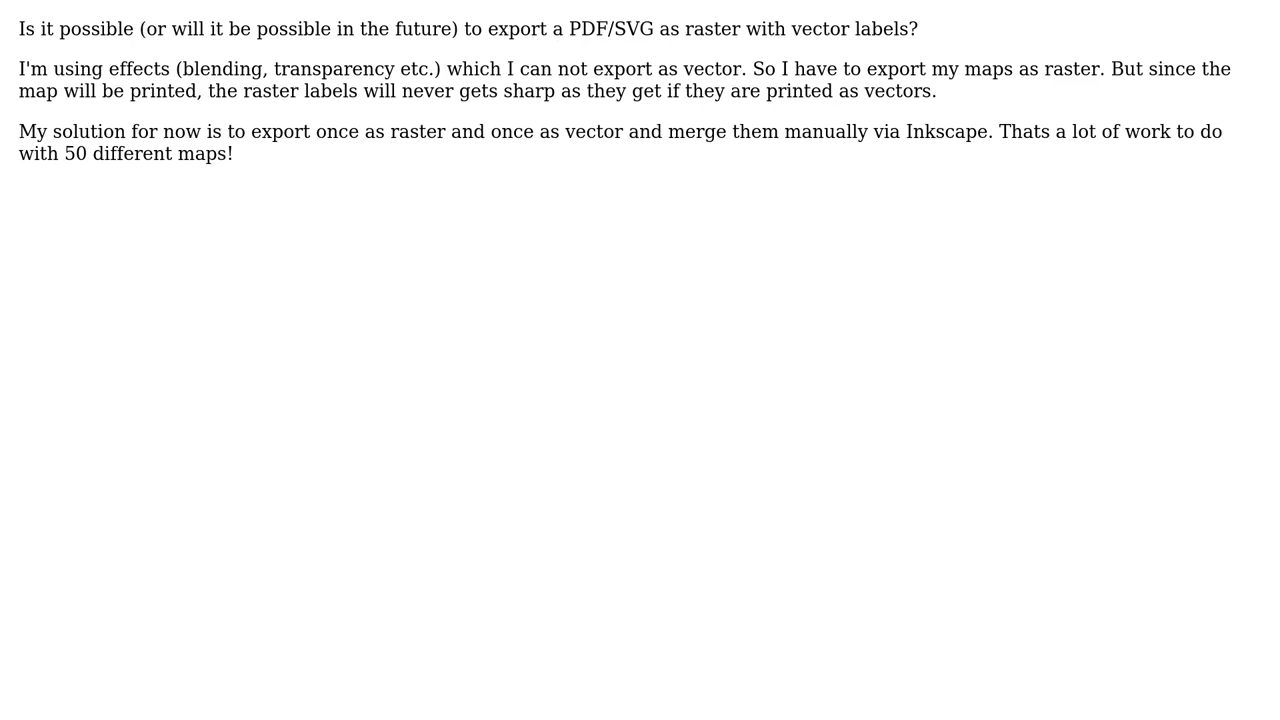 Is it possible (or will it be possible in the future) to export a PDF/SVG as raster with vector labels?
I'm using effects (blending, transparency etc.) which I can not export as vector. So I have to export my maps as raster. But since the
map will be printed, the raster labels will never gets sharp as they get if they are printed as vectors.
My solution for now is to export once as raster and once as vector and merge them manually via Inkscape. Thats a lot of work to do
with 50 different maps!